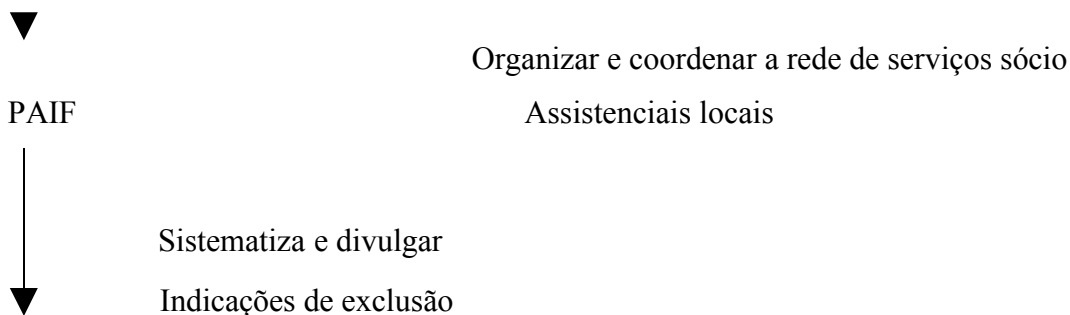 Organizar e coordenar a rede de serviços sócio
PAIF Assistenciais locais
Sistematiza e divulgar
Indicações de exclusão